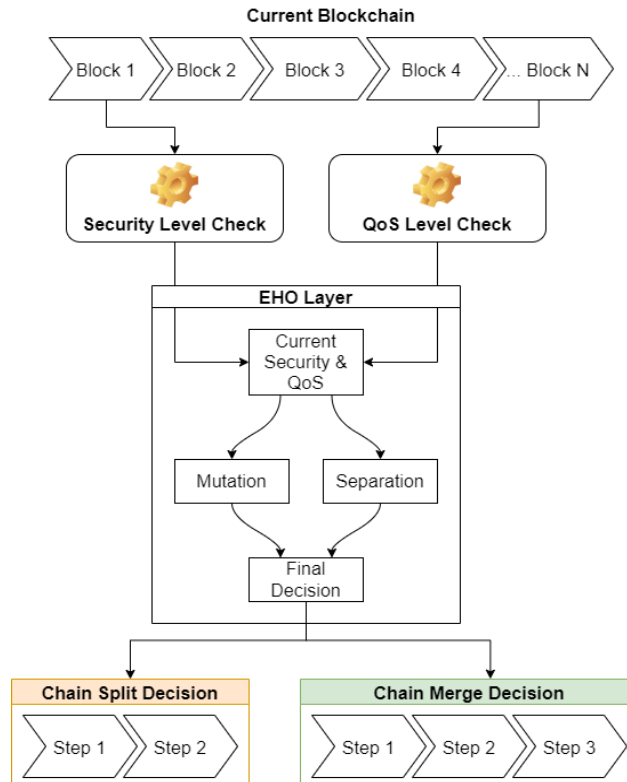 Current Blockchain
Block 1
Block 2
Block 3
Block 4
... Block N
Security Level Check
QoS Level Check
EHO Layer
Current
Security &
QoS
Mutation
Separation
Final
Decision
Chain Split Decision
Chain Merge Decision
Step 1
Step 2
Step 1
Step 2
Step 3